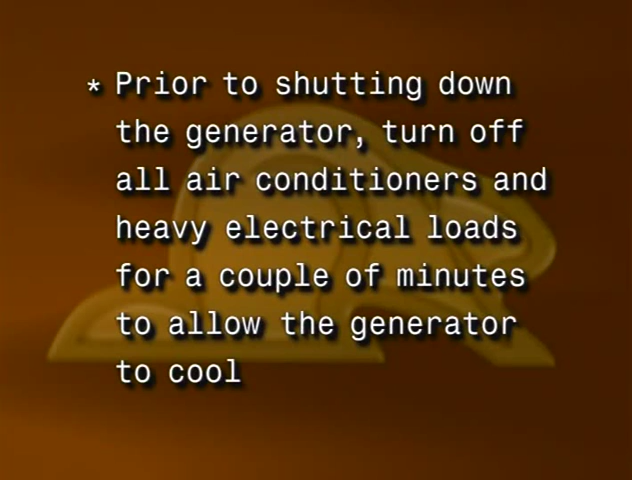 * Prior to shutting down
the generator, turn off
all air conditioners and
heavy electrical loads
for a couple of minutes
to allow the generator
to cool